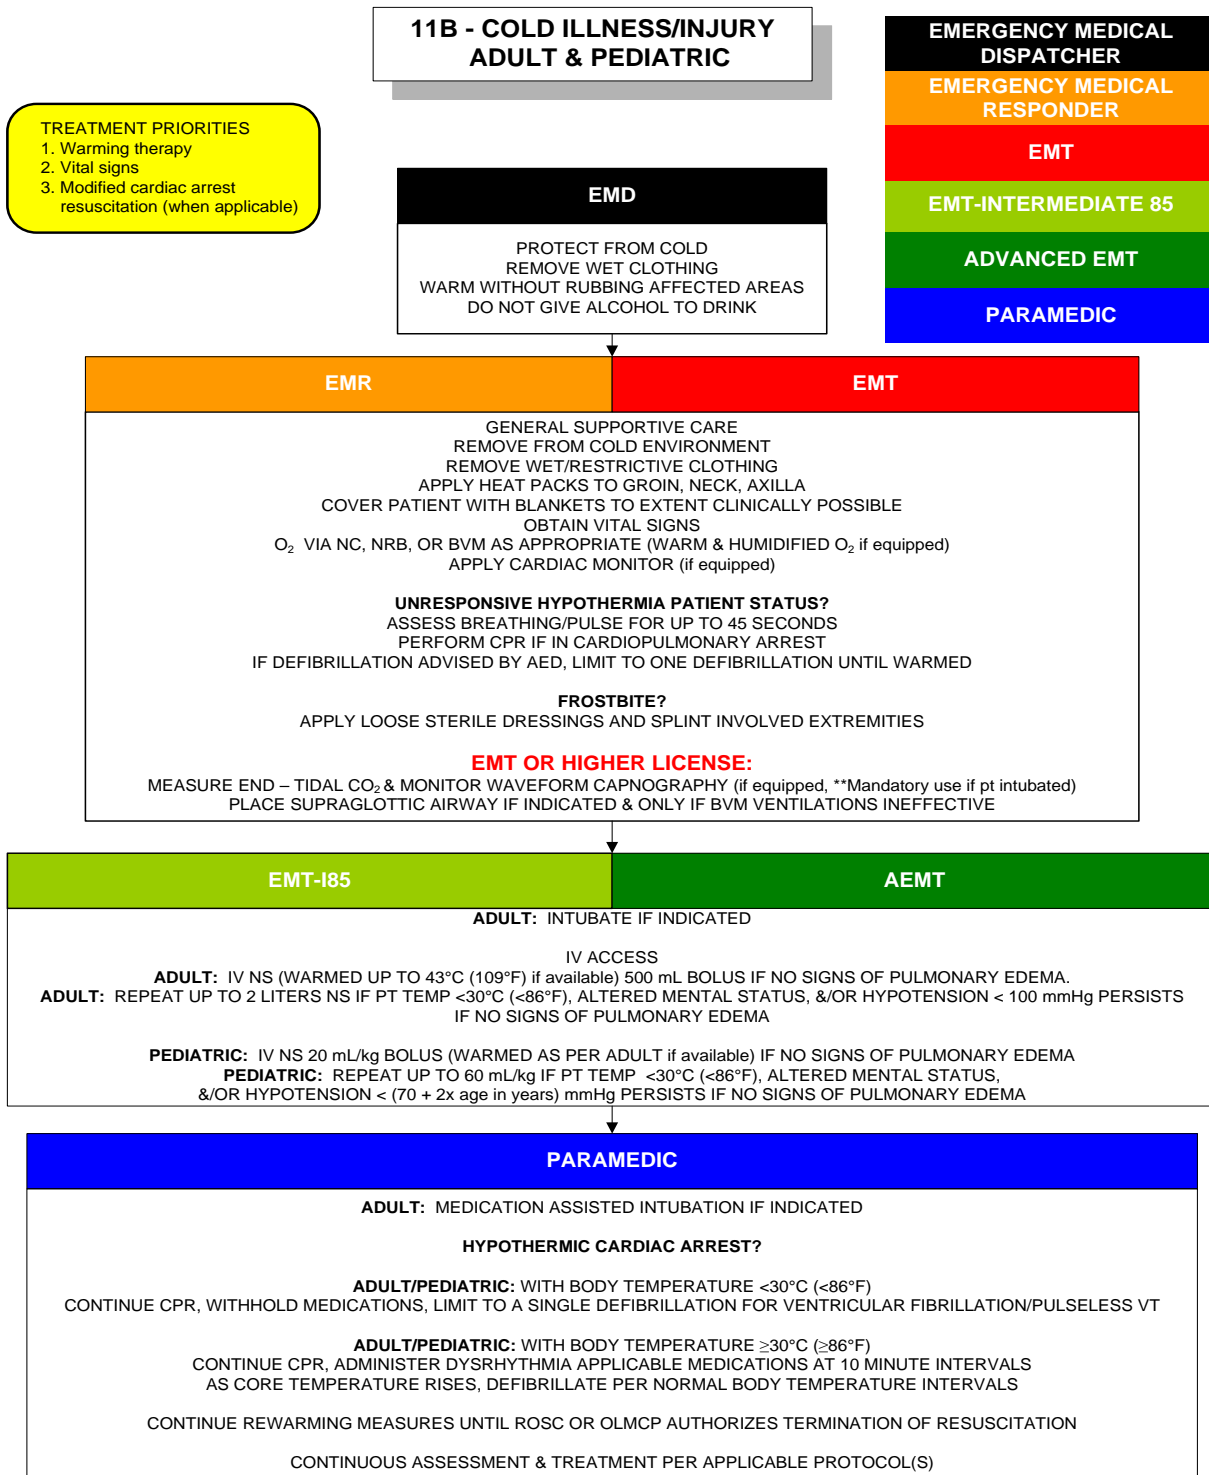 11B - COLD ILLNESS/INJURY
ADULT & PEDIATRIC
EMERGENCY MEDICAL
DISPATCHER
EMERGENCY MEDICAL
RESPONDER
EMT
EMT-INTERMEDIATE 85
ADVANCED EMT
PARAMEDIC
TREATMENT PRIORITIES
1. Warming therapy
2. Vital signs
3. Modified cardiac arrest
resuscitation (when applicable)
EMD
PROTECT FROM COLD
REMOVE WET CLOTHING
WARM WITHOUT RUBBING AFFECTED AREAS
DO NOT GIVE ALCOHOL TO DRINK
EMR
EMT
GENERAL SUPPORTIVE CARE
REMOVE FROM COLD ENVIRONMENT
REMOVE WET/RESTRICTIVE CLOTHING
APPLY HEAT PACKS TO GROIN, NECK, AXILLA
COVER PATIENT WITH BLANKETS TO EXTENT CLINICALLY POSSIBLE
OBTAIN VITAL SIGNS
O₂ VIA NC, NRB, OR BVM AS APPROPRIATE (WARM & HUMIDIFIED O₂ if equipped)
APPLY CARDIAC MONITOR (if equipped)
UNRESPONSIVE HYPOTHERMIA PATIENT STATUS?
ASSESS BREATHING/PULSE FOR UP TO 45 SECONDS
PERFORM CPR IF IN CARDIOPULMONARY ARREST
IF DEFIBRILLATION ADVISED BY AED, LIMIT TO ONE DEFIBRILLATION UNTIL WARMED
FROSTBITE?
APPLY LOOSE STERILE DRESSINGS AND SPLINT INVOLVED EXTREMITIES
EMT OR HIGHER LICENSE:
MEASURE END – TIDAL CO₂ & MONITOR WAVEFORM CAPNOGRAPHY (if equipped, **Mandatory use if pt intubated)
PLACE SUPRAGLOTTIC AIRWAY IF INDICATED & ONLY IF BVM VENTILATIONS INEFFECTIVE
EMT-I85
AEMT
ADULT: INTUBATE IF INDICATED
IV ACCESS
ADULT: IV NS (WARMED UP TO 43°C (109°F) if available) 500 mL BOLUS IF NO SIGNS OF PULMONARY EDEMA.
ADULT: REPEAT UP TO 2 LITERS NS IF PT TEMP <30°C (<86°F), ALTERED MENTAL STATUS, &/OR HYPOTENSION < 100 mmHg PERSISTS
IF NO SIGNS OF PULMONARY EDEMA
PEDIATRIC: IV NS 20 mL/kg BOLUS (WARMED AS PER ADULT if available) IF NO SIGNS OF PULMONARY EDEMA
PEDIATRIC: REPEAT UP TO 60 mL/kg IF PT TEMP <30°C (<86°F), ALTERED MENTAL STATUS,
&/OR HYPOTENSION < (70 + 2x age in years) mmHg PERSISTS IF NO SIGNS OF PULMONARY EDEMA
PARAMEDIC
ADULT: MEDICATION ASSISTED INTUBATION IF INDICATED
HYPOTHERMIC CARDIAC ARREST?
ADULT/PEDIATRIC: WITH BODY TEMPERATURE <30°C (<86°F)
CONTINUE CPR, WITHHOLD MEDICATIONS, LIMIT TO A SINGLE DEFIBRILLATION FOR VENTRICULAR FIBRILLATION/PULSELESS VT
ADULT/PEDIATRIC: WITH BODY TEMPERATURE ≥30°C (≥86°F)
CONTINUE CPR, ADMINISTER DYSRHYTHMIA APPLICABLE MEDICATIONS AT 10 MINUTE INTERVALS
AS CORE TEMPERATURE RISES, DEFIBRILLATE PER NORMAL BODY TEMPERATURE INTERVALS
CONTINUE REWARMING MEASURES UNTIL ROSC OR OLMCP AUTHORIZES TERMINATION OF RESUSCITATION
CONTINUOUS ASSESSMENT & TREATMENT PER APPLICABLE PROTOCOL(S)